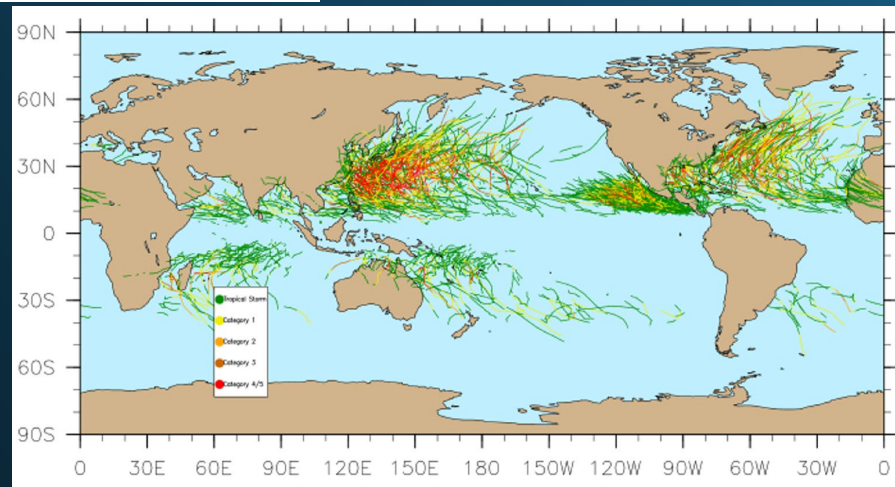 90N
60N
30N
0
30S
60S
90S
Tropical Storm
Category 1
Category 2
Category 3
Category 4/5
0 30E 60E 90E 120E 150E 180 150W 120W 90W 60W 30W 0